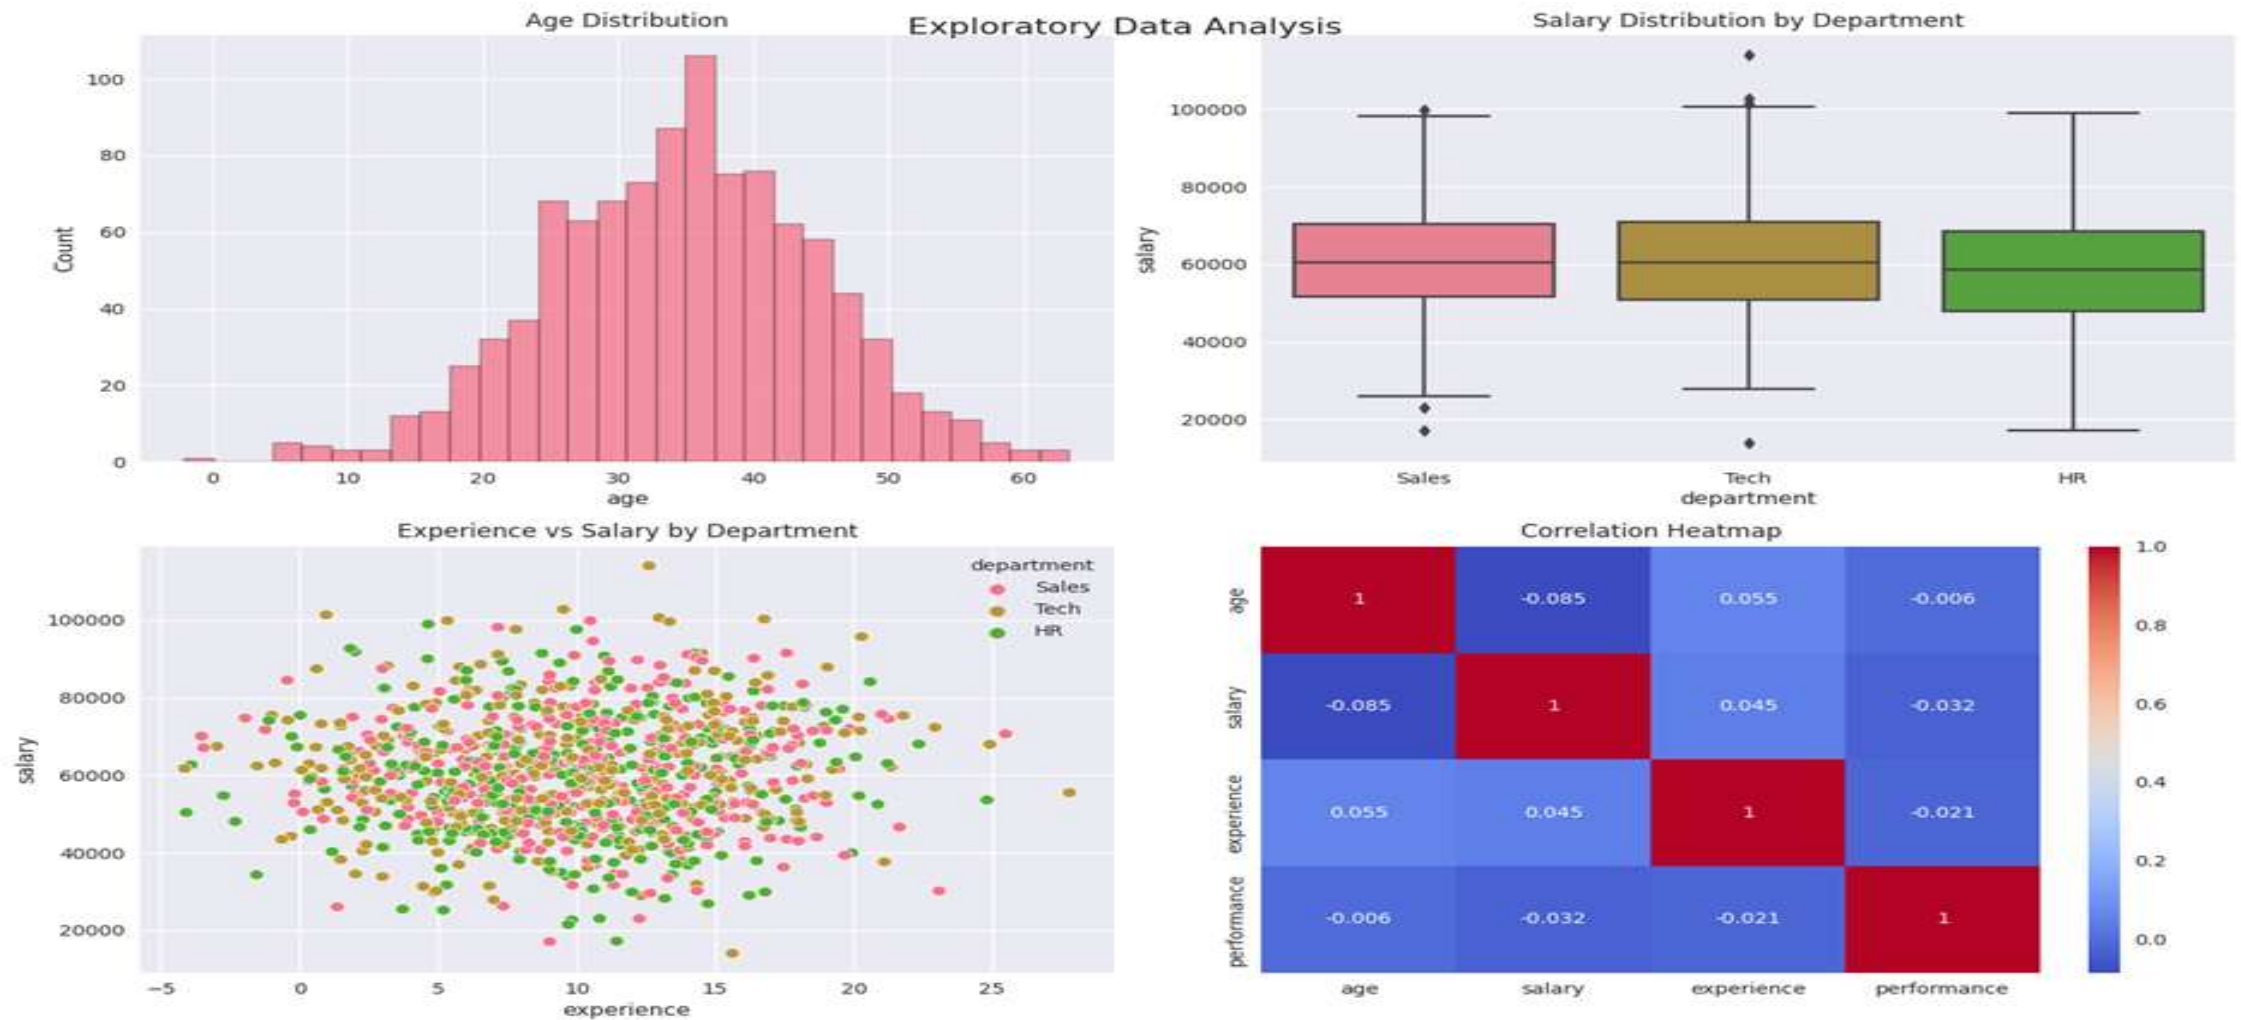 Exploratory Data Analysis
Age Distribution
Count
100
80
60
40
20
0
0 10 20 30 40 50 60
age
Salary Distribution by Department
salary
100000
80000
60000
40000
20000
Sales Tech HR
department
Experience vs Salary by Department
salary
100000
80000
60000
40000
20000
department
Sales
Tech
HR
−5 0 5 10 15 20 25
experience
Correlation Heatmap
age 1 -0.085 0.055 -0.006
salary -0.085 1 0.045 -0.032
experience 0.055 0.045 1 -0.021
performance -0.006 -0.032 -0.021 1
age salary experience performance
1.0
0.8
0.6
0.4
0.2
0.0